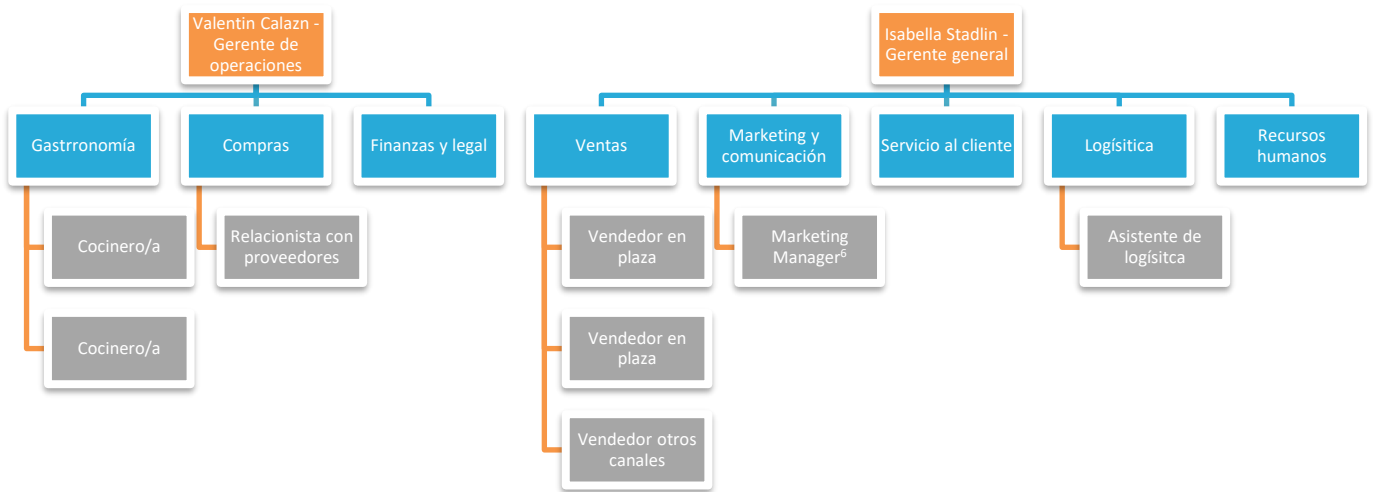 Valentin Calazn -
Gerente de
operaciones
Isabella Stadlin -
Gerente general
Gastrronomía
Compras
Finanzas y legal
Ventas
Marketing y
comunicación
Servicio al cliente
Logísitica
Recursos
humanos
Cocinero/a
Relacionista con
proveedores
Vendedor en
plaza
Marketing
Manager⁶
Asistente de
logísitca
Cocinero/a
Vendedor en
plaza
Vendedor otros
canales